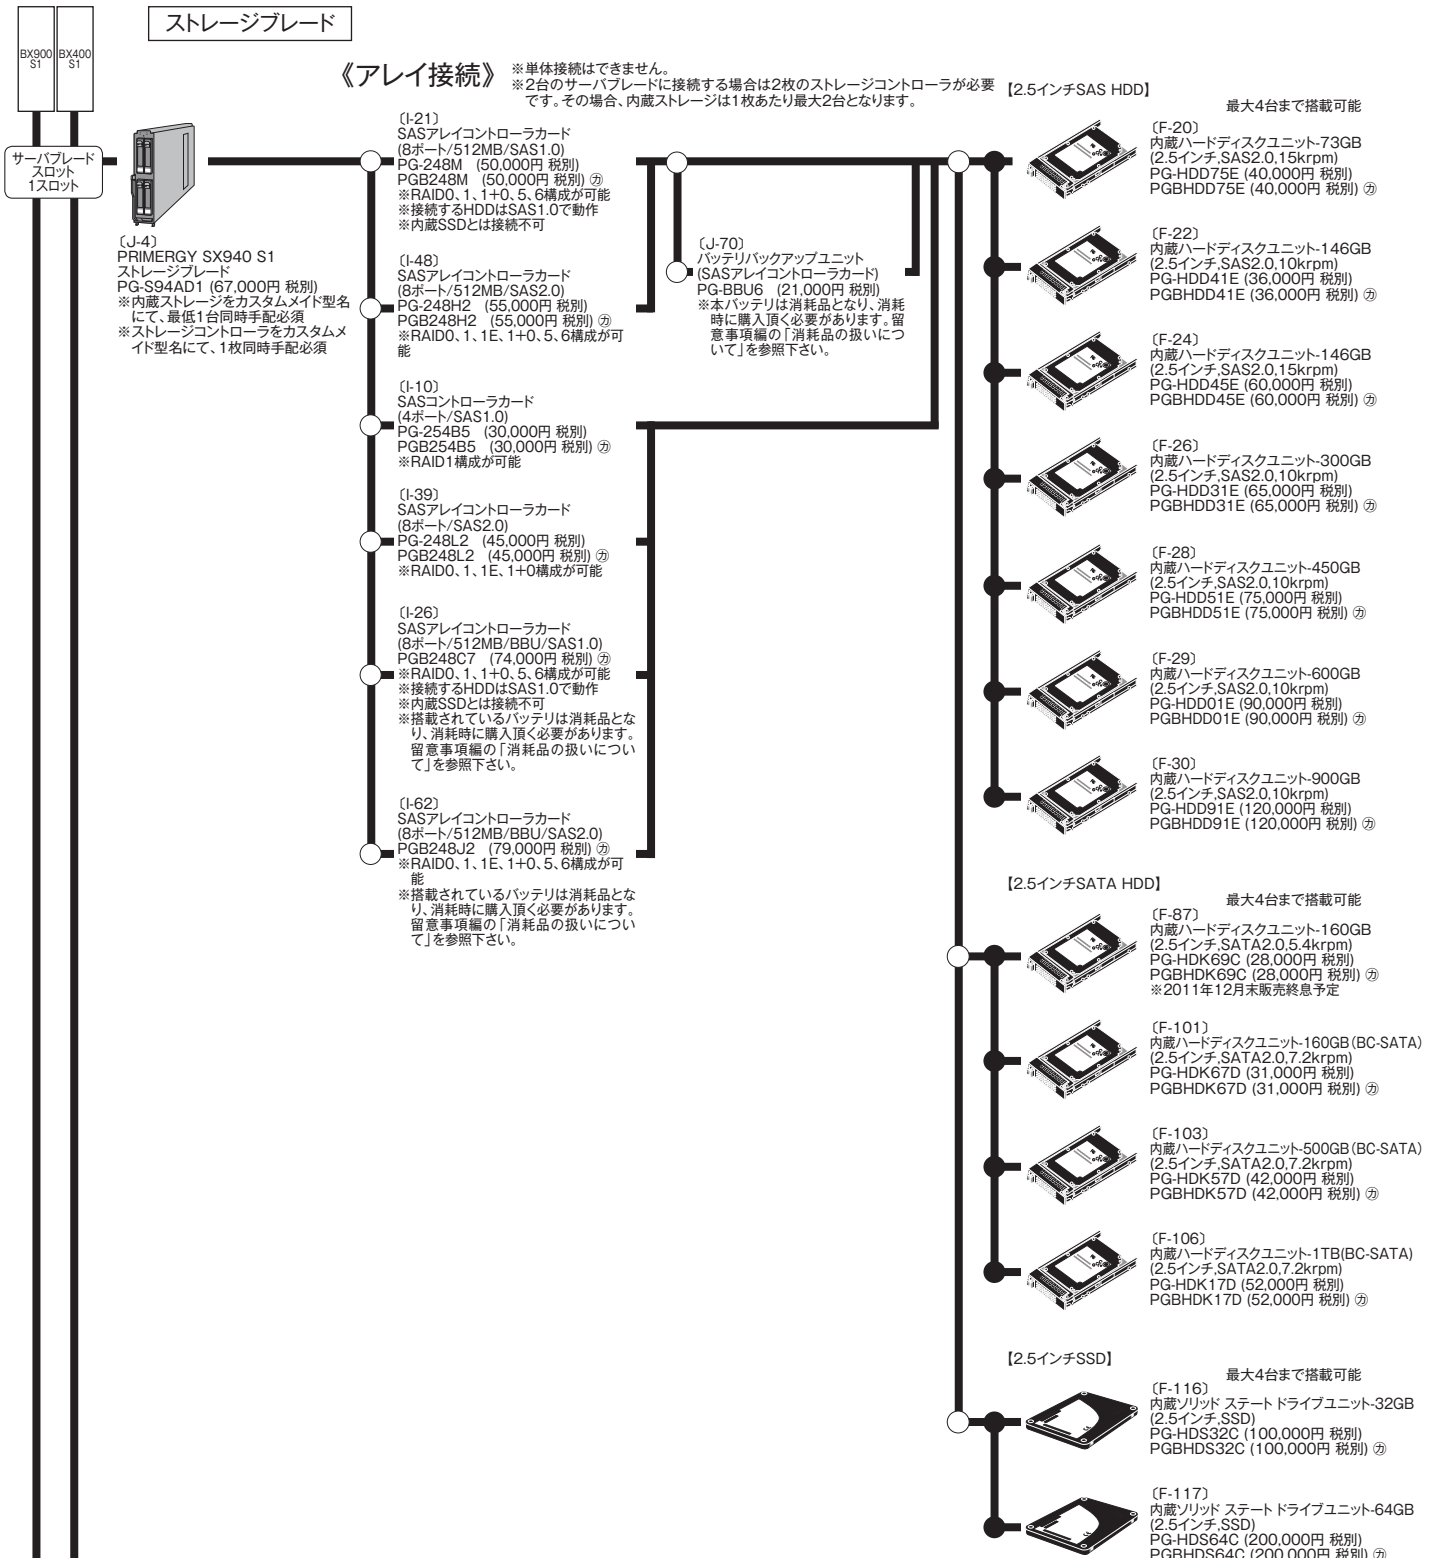 ストレージブレード
BX900
S1
BX400
S1
サーバブレード
スロット
1スロット
〔J-4〕
PRIMERGY SX940 S1
ストレージブレード
PG-S94AD1 (67,000円 税別)
※内蔵ストレージをカスタムメイド型名
にて、最低1台同時手配必須
※ストレージコントローラをカスタムメ
イド型名にて、1枚同時手配必須
《アレイ接続》
※単体接続はできません。
※2台のサーバブレードに接続する場合は2枚のストレージコントローラが必要
です。その場合、内蔵ストレージは1枚あたり最大2台となります。
〔I-21〕
SASアレイコントローラカード
(8ポート/512MB/SAS1.0)
PG-248M (50,000円 税別)
PGB248M (50,000円 税別) ㋕
※RAID0、1、1+0、5、6構成が可能
※接続するHDDはSAS1.0で動作
※内蔵SSDとは接続不可
〔I-48〕
SASアレイコントローラカード
(8ポート/512MB/SAS2.0)
PG-248H2 (55,000円 税別)
PGB248H2 (55,000円 税別) ㋕
※RAID0、1、1E、1+0、5、6構成が可
能
〔I-10〕
SASコントローラカード
(4ポート/SAS1.0)
PG-254B5 (30,000円 税別)
PGB254B5 (30,000円 税別) ㋕
※RAID1構成が可能
〔I-39〕
SASアレイコントローラカード
(8ポート/SAS2.0)
PG-248L2 (45,000円 税別)
PGB248L2 (45,000円 税別) ㋕
※RAID0、1、1E、1+0構成が可能
〔I-26〕
SASアレイコントローラカード
(8ポート/512MB/BBU/SAS1.0)
PGB248C7 (74,000円 税別) ㋕
※RAID0、1、1+0、5、6構成が可能
※接続するHDDはSAS1.0で動作
※内蔵SSDとは接続不可
※搭載されているバッテリは消耗品とな
り、消耗時に購入頂く必要があります。
留意事項編の「消耗品の扱いについ
て」を参照下さい。
〔I-62〕
SASアレイコントローラカード
(8ポート/512MB/BBU/SAS2.0)
PGB248J2 (79,000円 税別) ㋕
※RAID0、1、1E、1+0、5、6構成が可
能
※搭載されているバッテリは消耗品とな
り、消耗時に購入頂く必要があります。
留意事項編の「消耗品の扱いについ
て」を参照下さい。
〔J-70〕
バッテリバックアップユニット
(SASアレイコントローラカード)
PG-BBU6 (21,000円 税別)
※本バッテリは消耗品となり、消耗
時に購入頂く必要があります。留
意事項編の「消耗品の扱いにつ
いて」を参照下さい。
【2.5インチSAS HDD】
最大4台まで搭載可能
〔F-20〕
内蔵ハードディスクユニット-73GB
(2.5インチ,SAS2.0,15krpm)
PG-HDD75E (40,000円 税別)
PGBHDD75E (40,000円 税別) ㋕
〔F-22〕
内蔵ハードディスクユニット-146GB
(2.5インチ,SAS2.0,10krpm)
PG-HDD41E (36,000円 税別)
PGBHDD41E (36,000円 税別) ㋕
〔F-24〕
内蔵ハードディスクユニット-146GB
(2.5インチ,SAS2.0,15krpm)
PG-HDD45E (60,000円 税別)
PGBHDD45E (60,000円 税別) ㋕
〔F-26〕
内蔵ハードディスクユニット-300GB
(2.5インチ,SAS2.0,10krpm)
PG-HDD31E (65,000円 税別)
PGBHDD31E (65,000円 税別) ㋕
〔F-28〕
内蔵ハードディスクユニット-450GB
(2.5インチ,SAS2.0,10krpm)
PG-HDD51E (75,000円 税別)
PGBHDD51E (75,000円 税別) ㋕
〔F-29〕
内蔵ハードディスクユニット-600GB
(2.5インチ,SAS2.0,10krpm)
PG-HDD01E (90,000円 税別)
PGBHDD01E (90,000円 税別) ㋕
〔F-30〕
内蔵ハードディスクユニット-900GB
(2.5インチ,SAS2.0,10krpm)
PG-HDD91E (120,000円 税別)
PGBHDD91E (120,000円 税別) ㋕
【2.5インチSATA HDD】
最大4台まで搭載可能
〔F-87〕
内蔵ハードディスクユニット-160GB
(2.5インチ,SATA2.0,5.4krpm)
PG-HDK69C (28,000円 税別)
PGBHDK69C (28,000円 税別) ㋕
※2011年12月末販売終息予定
〔F-101〕
内蔵ハードディスクユニット-160GB(BC-SATA)
(2.5インチ,SATA2.0,7.2krpm)
PG-HDK67D (31,000円 税別)
PGBHDK67D (31,000円 税別) ㋕
〔F-103〕
内蔵ハードディスクユニット-500GB(BC-SATA)
(2.5インチ,SATA2.0,7.2krpm)
PG-HDK57D (42,000円 税別)
PGBHDK57D (42,000円 税別) ㋕
〔F-106〕
内蔵ハードディスクユニット-1TB(BC-SATA)
(2.5インチ,SATA2.0,7.2krpm)
PG-HDK17D (52,000円 税別)
PGBHDK17D (52,000円 税別) ㋕
【2.5インチSSD】
最大4台まで搭載可能
〔F-116〕
内蔵ソリッド ステート ドライブユニット-32GB
(2.5インチ,SSD)
PG-HDS32C (100,000円 税別)
PGBHDS32C (100,000円 税別) ㋕
〔F-117〕
内蔵ソリッド ステート ドライブユニット-64GB
(2.5インチ,SSD)
PG-HDS64C (200,000円 税別)
PGBHDS64C (200,000円 税別) ㋕